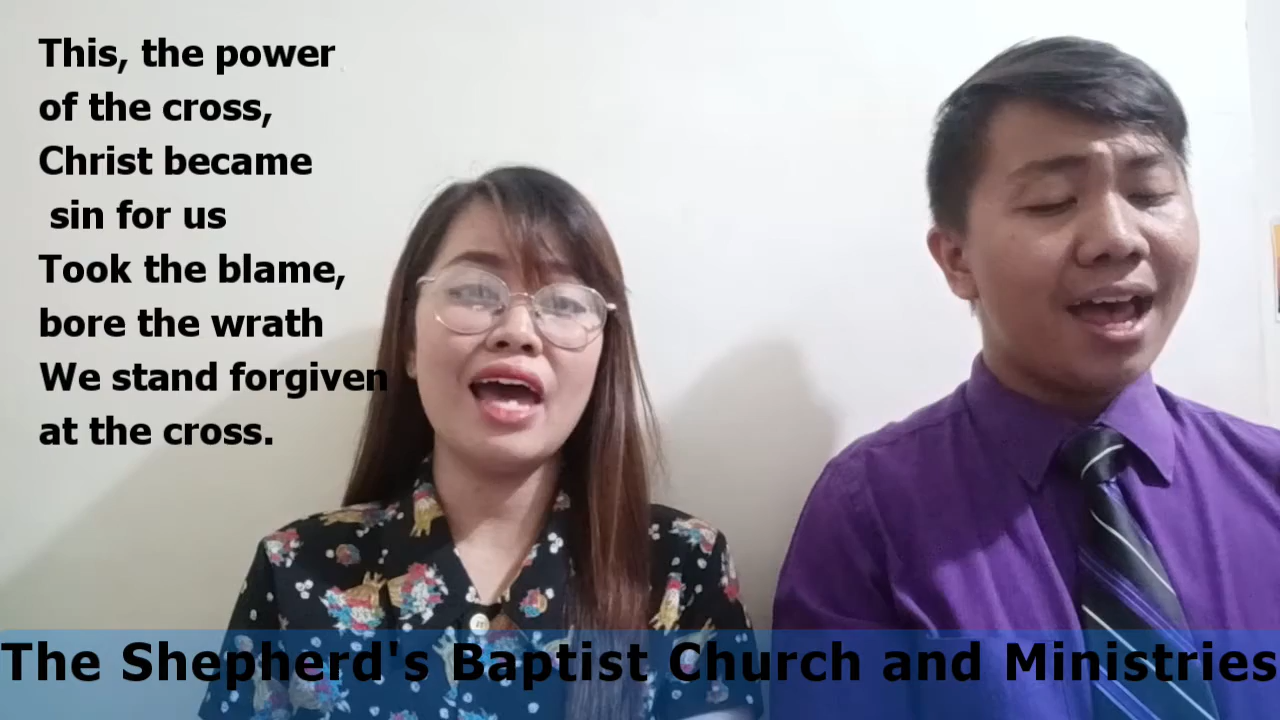 This, the power
of the cross,
Christ became
sin for us
Took the blame,
bore the wrath
We stand forgiven
at the cross.
The Shepherd's Baptist Church and Ministries